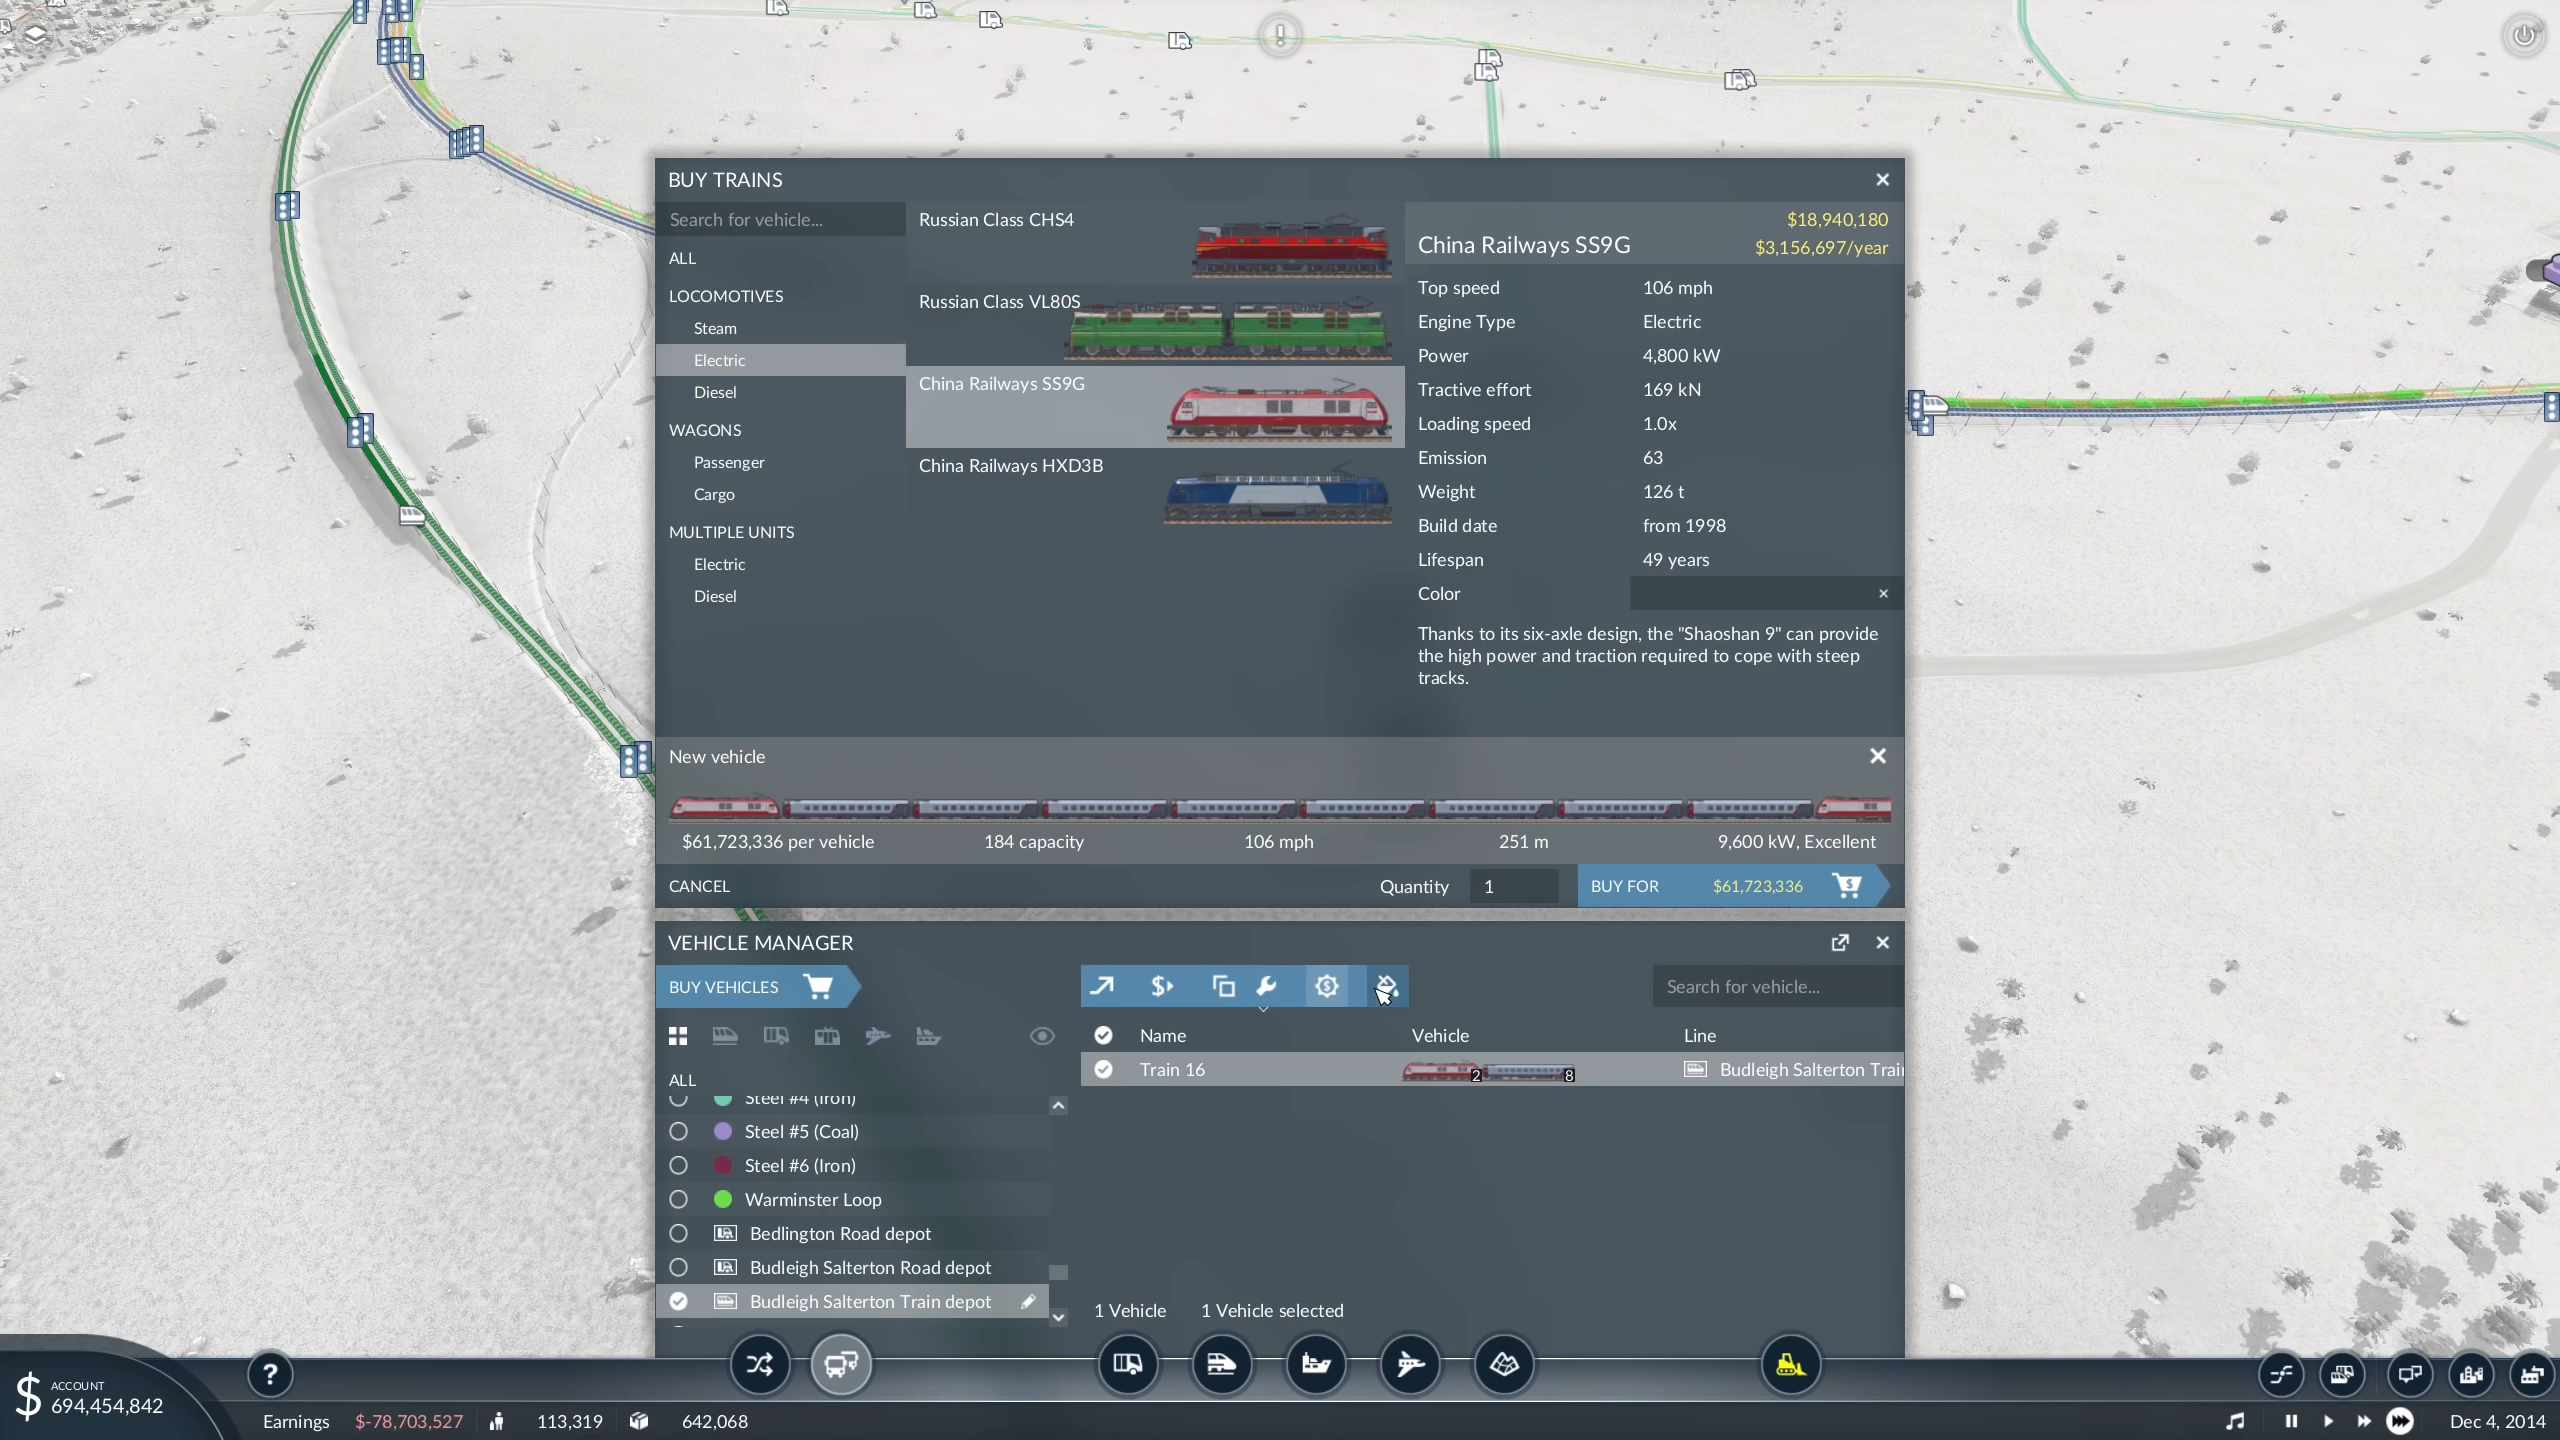 BUY TRAINS
Search for vehicle...
ALL
LOCOMOTIVES
Steam
Electric
Diesel
WAGONS
Passenger
Cargo
MULTIPLE UNITS
Electric
Diesel
Russian Class CHS4
Russian Class VL80S
China Railways SS9G
China Railways HXD3B
$18,940,180
China Railways SS9G
$3,156,697/year
Top speed 106 mph
Engine Type Electric
Power 4,800 kW
Tractive effort 169 kN
Loading speed 1.0x
Emission 63
Weight 126 t
Build date from 1998
Lifespan 49 years
Color
Thanks to its six-axle design, the "Shaoshan 9" can provide
the high power and traction required to cope with steep
tracks.
New vehicle
$61,723,336 per vehicle 184 capacity 106 mph 251 m 9,600 kW, Excellent
CANCEL Quantity 1 BUY FOR $61,723,336
VEHICLE MANAGER
BUY VEHICLES
Search for vehicle...
ALL
Steel #4 (Iron)
Steel #5 (Coal)
Steel #6 (Iron)
Warminster Loop
Bedlington Road depot
Budleigh Salterton Road depot
Budleigh Salterton Train depot
Name Vehicle Line
Train 16 2 8 Budleigh Salterton Train
1 Vehicle 1 Vehicle selected
ACCOUNT
$ 694,454,842
Earnings $-78,703,527 113,319 642,068
Dec 4, 2014